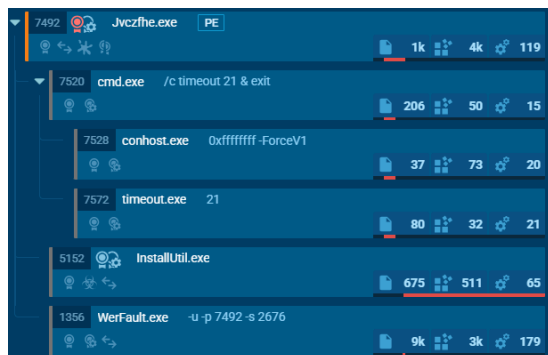 7492 Jvczfhe.exe PE
1k 4k 119
7520 cmd.exe /c timeout 21 & exit
206 50 15
7528 conhost.exe 0xffffffff -ForceV1
37 73 20
7572 timeout.exe 21
80 32 21
5152 InstallUtil.exe
675 511 65
1356 WerFault.exe -u -p 7492 -s 2676
9k 3k 179